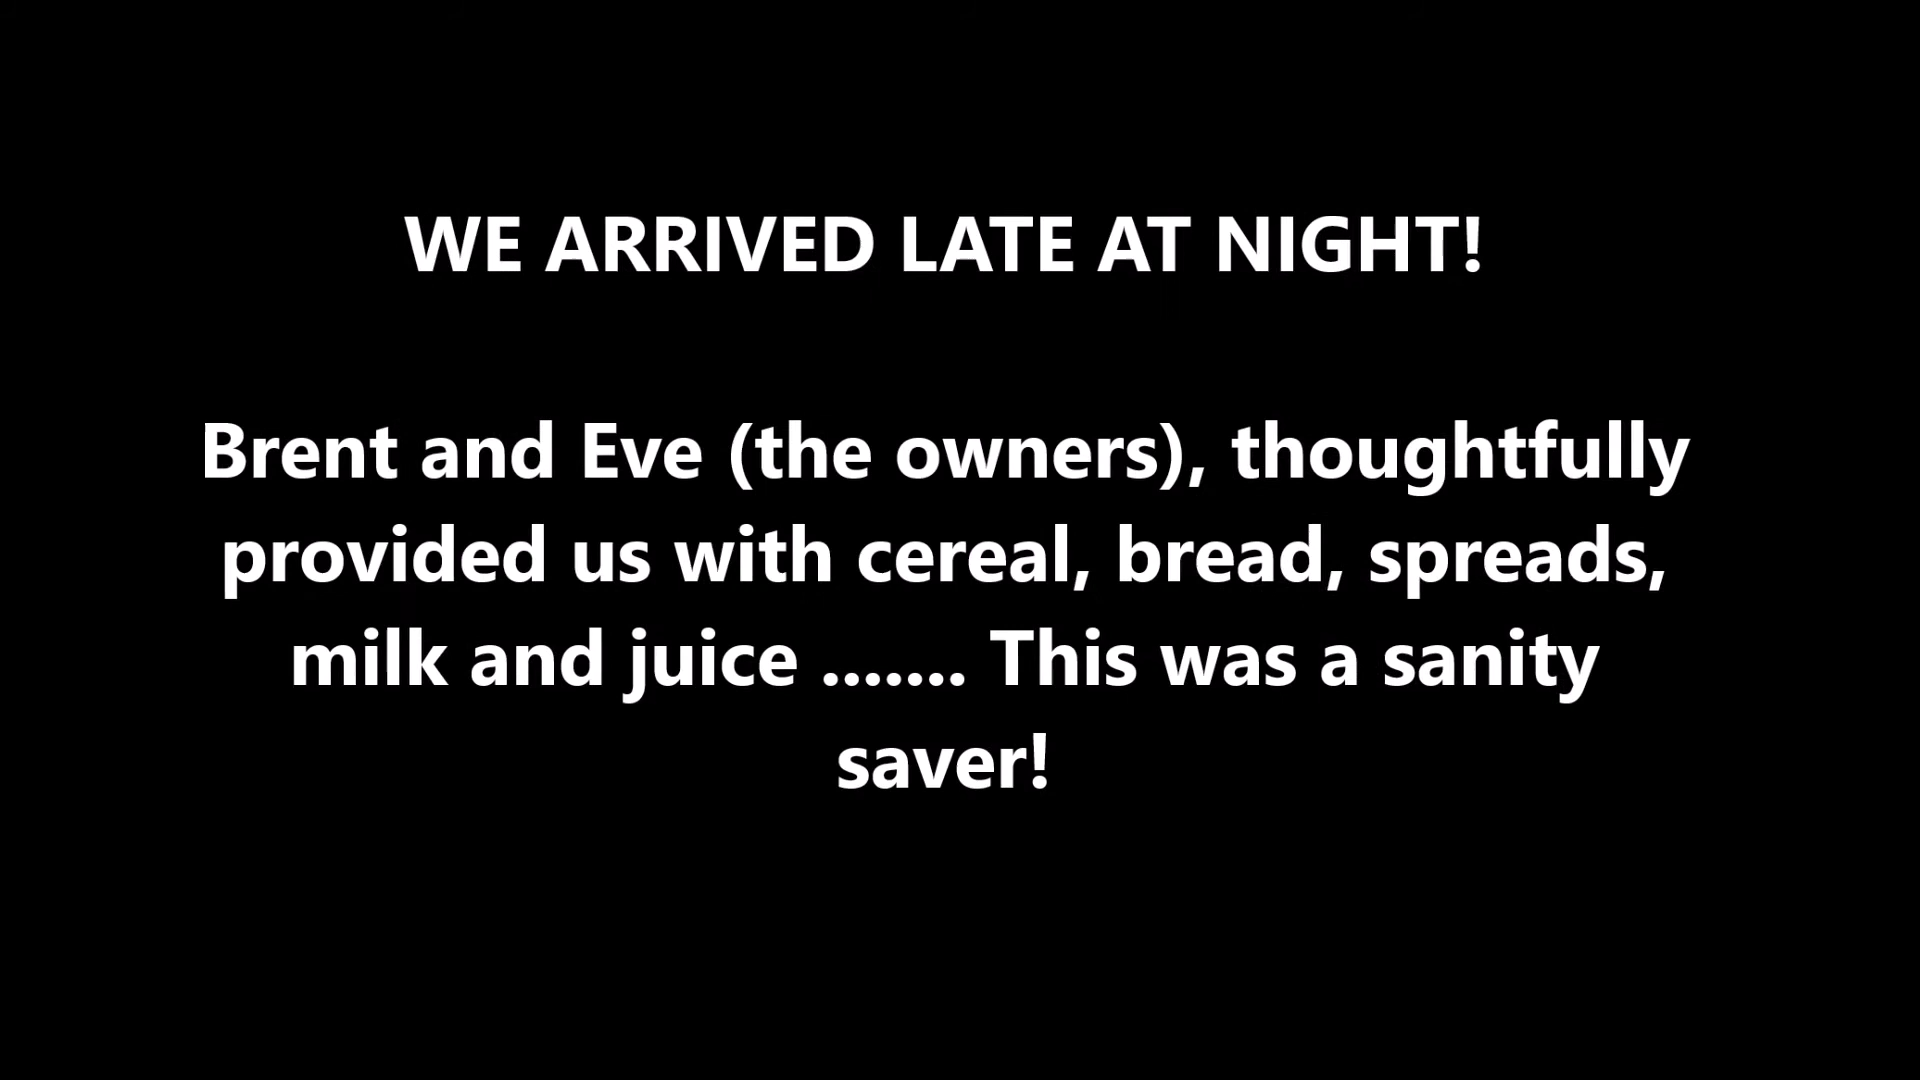 WE ARRIVED LATE AT NIGHT!
Brent and Eve (the owners), thoughtfully
provided us with cereal, bread, spreads,
milk and juice ....... This was a sanity
saver!